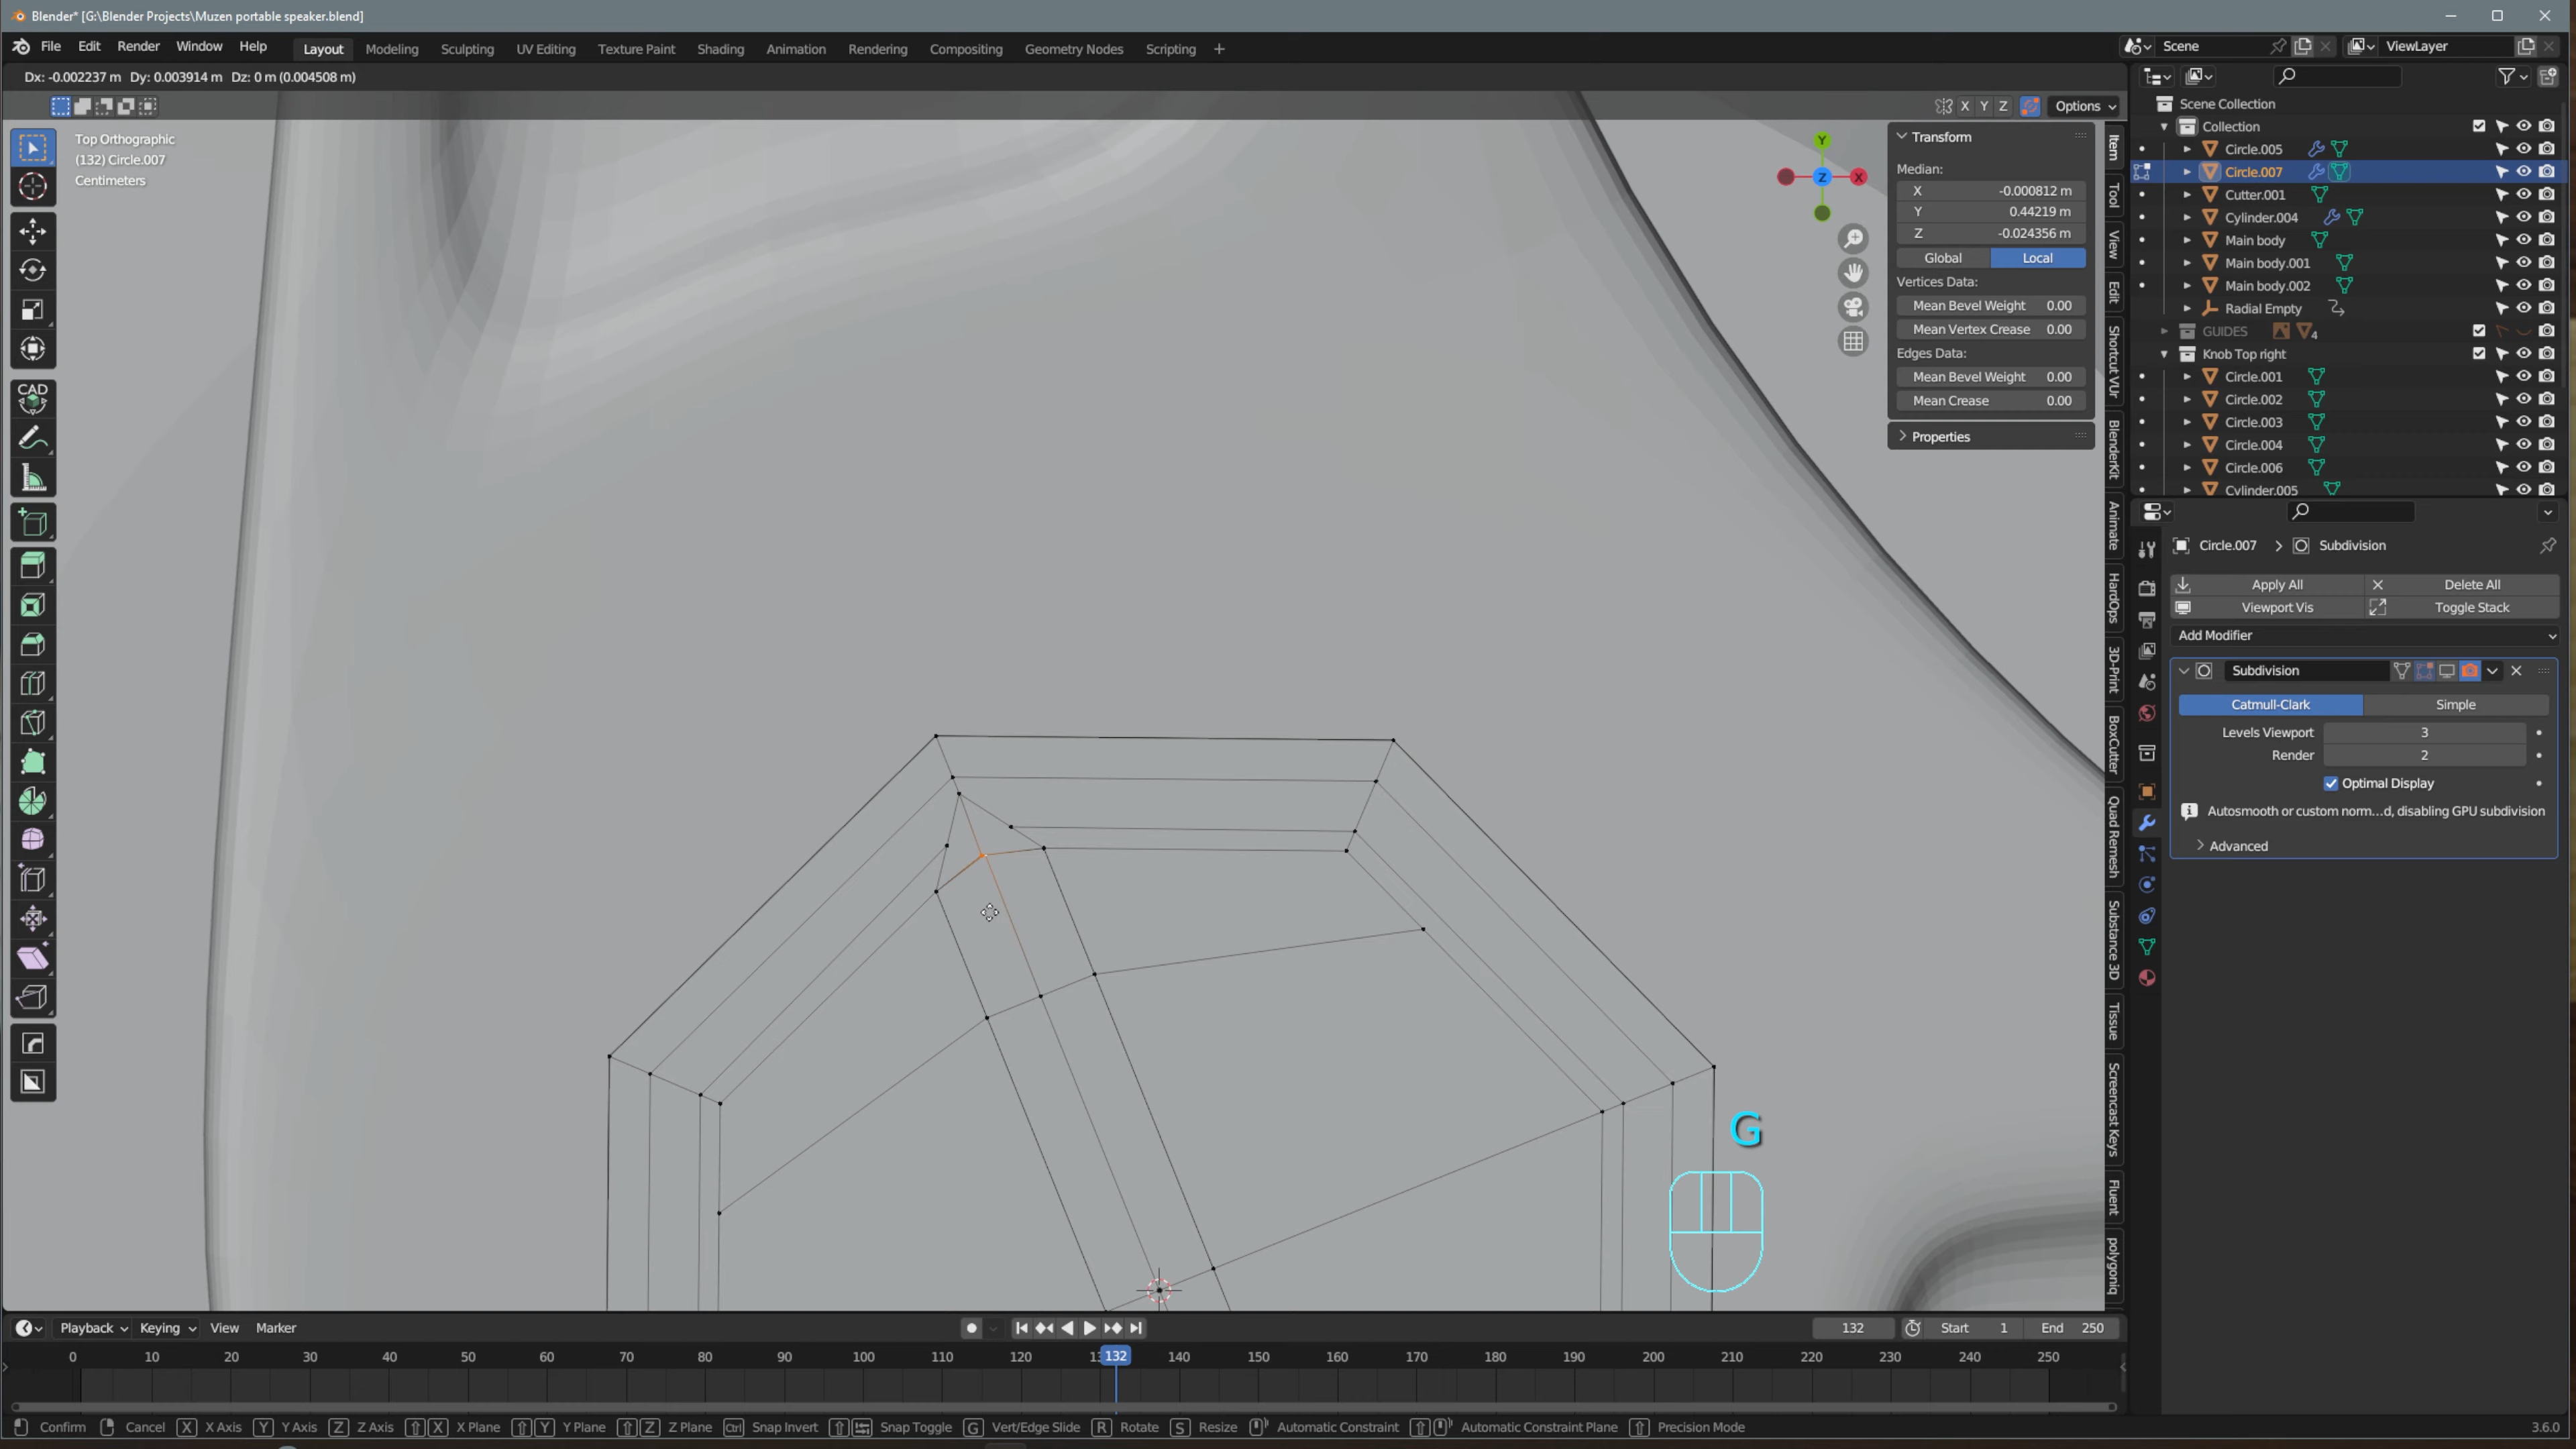 Blender* [G:\Blender Projects\Muzen portable speaker.blend]
File Edit Render Window Help Layout Modeling Sculpting UV Editing Texture Paint Shading Animation Rendering Compositing Geometry Nodes Scripting + Scene ViewLayer
Dx: -0.002237 m Dy: 0.003914 m Dz: 0 m (0.004508 m)
X Y Z Options
Top Orthographic
(132) Circle.007
Centimeters
CAD
Y
X
Z
Transform
Median:
X -0.000812 m
Y 0.44219 m
Z -0.024356 m
Global Local
Vertices Data:
Mean Bevel Weight 0.00
Mean Vertex Crease 0.00
Edges Data:
Mean Bevel Weight 0.00
Mean Crease 0.00
Properties
Item
Tool
View
Edit
Shortcut VUr
BlenderKit
Animate
HardOps
3D-Print
BoxCutter
Quad Remesh
Substance 3D
Tissue
Screencast Keys
Fluent
polygoniq
Scene Collection
Collection
Circle.005
Circle.007
Cutter.001
Cylinder.004
Main body
Main body.001
Main body.002
Radial Empty
GUIDES 4
Knob Top right
Circle.001
Circle.002
Circle.003
Circle.004
Circle.006
Cylinder.005
Circle.007 > Subdivision
Apply All Delete All
Viewport Vis Toggle Stack
Add Modifier
Subdivision
Catmull-Clark Simple
Levels Viewport 3
Render 2
Optimal Display
Autosmooth or custom norm...d, disabling GPU subdivision
Advanced
G
Playback Keying View Marker 132 Start 1 End 250
0 10 20 30 40 50 60 70 80 90 100 110 120 132 140 150 160 170 180 190 200 210 220 230 240 250
Confirm Cancel X X Axis Y Y Axis Z Z Axis X X Plane Y Y Plane Z Z Plane Ctrl Snap Invert Snap Toggle G Vert/Edge Slide R Rotate S Resize Automatic Constraint Automatic Constraint Plane Precision Mode 3.6.0